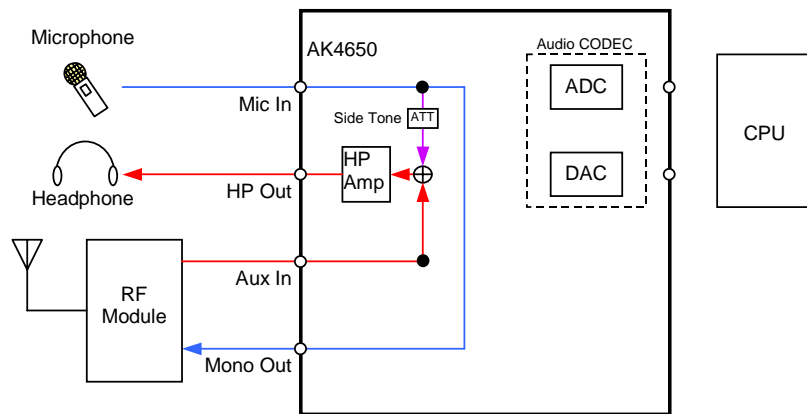 Microphone
AK4650
Audio CODEC
ADC
Mic In
Side Tone
ATT
CPU
HP
Amp
DAC
Headphone
HP Out
RF
Module
Aux In
Mono Out